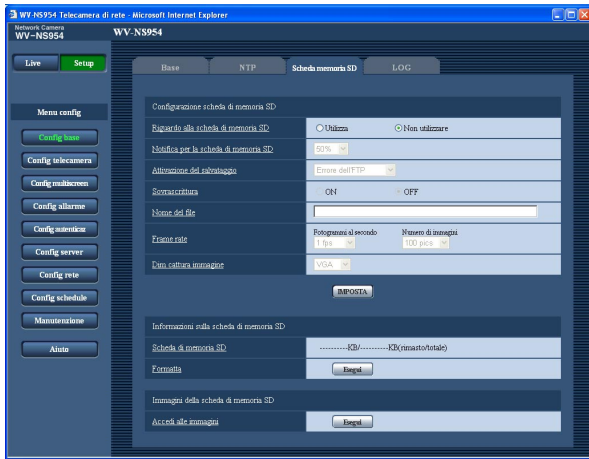 WV-NS954 Telecamera di rete - Microsoft Internet Explorer
Network Camera
WV-NS954
WV-NS954
Live Setup
Base NTP Scheda memoria SD LOG
Menu config
Config base
Config telecamera
Config multiscreen
Config allarme
Config autenticaz
Config server
Config rete
Config schedule
Manutenzione
Aiuto
Configurazione scheda di memoria SD
Riguardo alla scheda di memoria SD Utilizza Non utilizzare
Notifica per la scheda di memoria SD 50%
Attivazione del salvataggio Errore dell'FTP
Sovrascrittura ON OFF
Nome del file
Fotogrammi al secondo Numero di immagini
Frame rate 1 fps 100 pics
Dim cattura immagine VGA
IMPOSTA
Informazioni sulla scheda di memoria SD
Scheda di memoria SD ----------KB/----------KB(rimasto/totale)
Formatta Esegui
Immagini della scheda di memoria SD
Accedi alle immagini Esegui